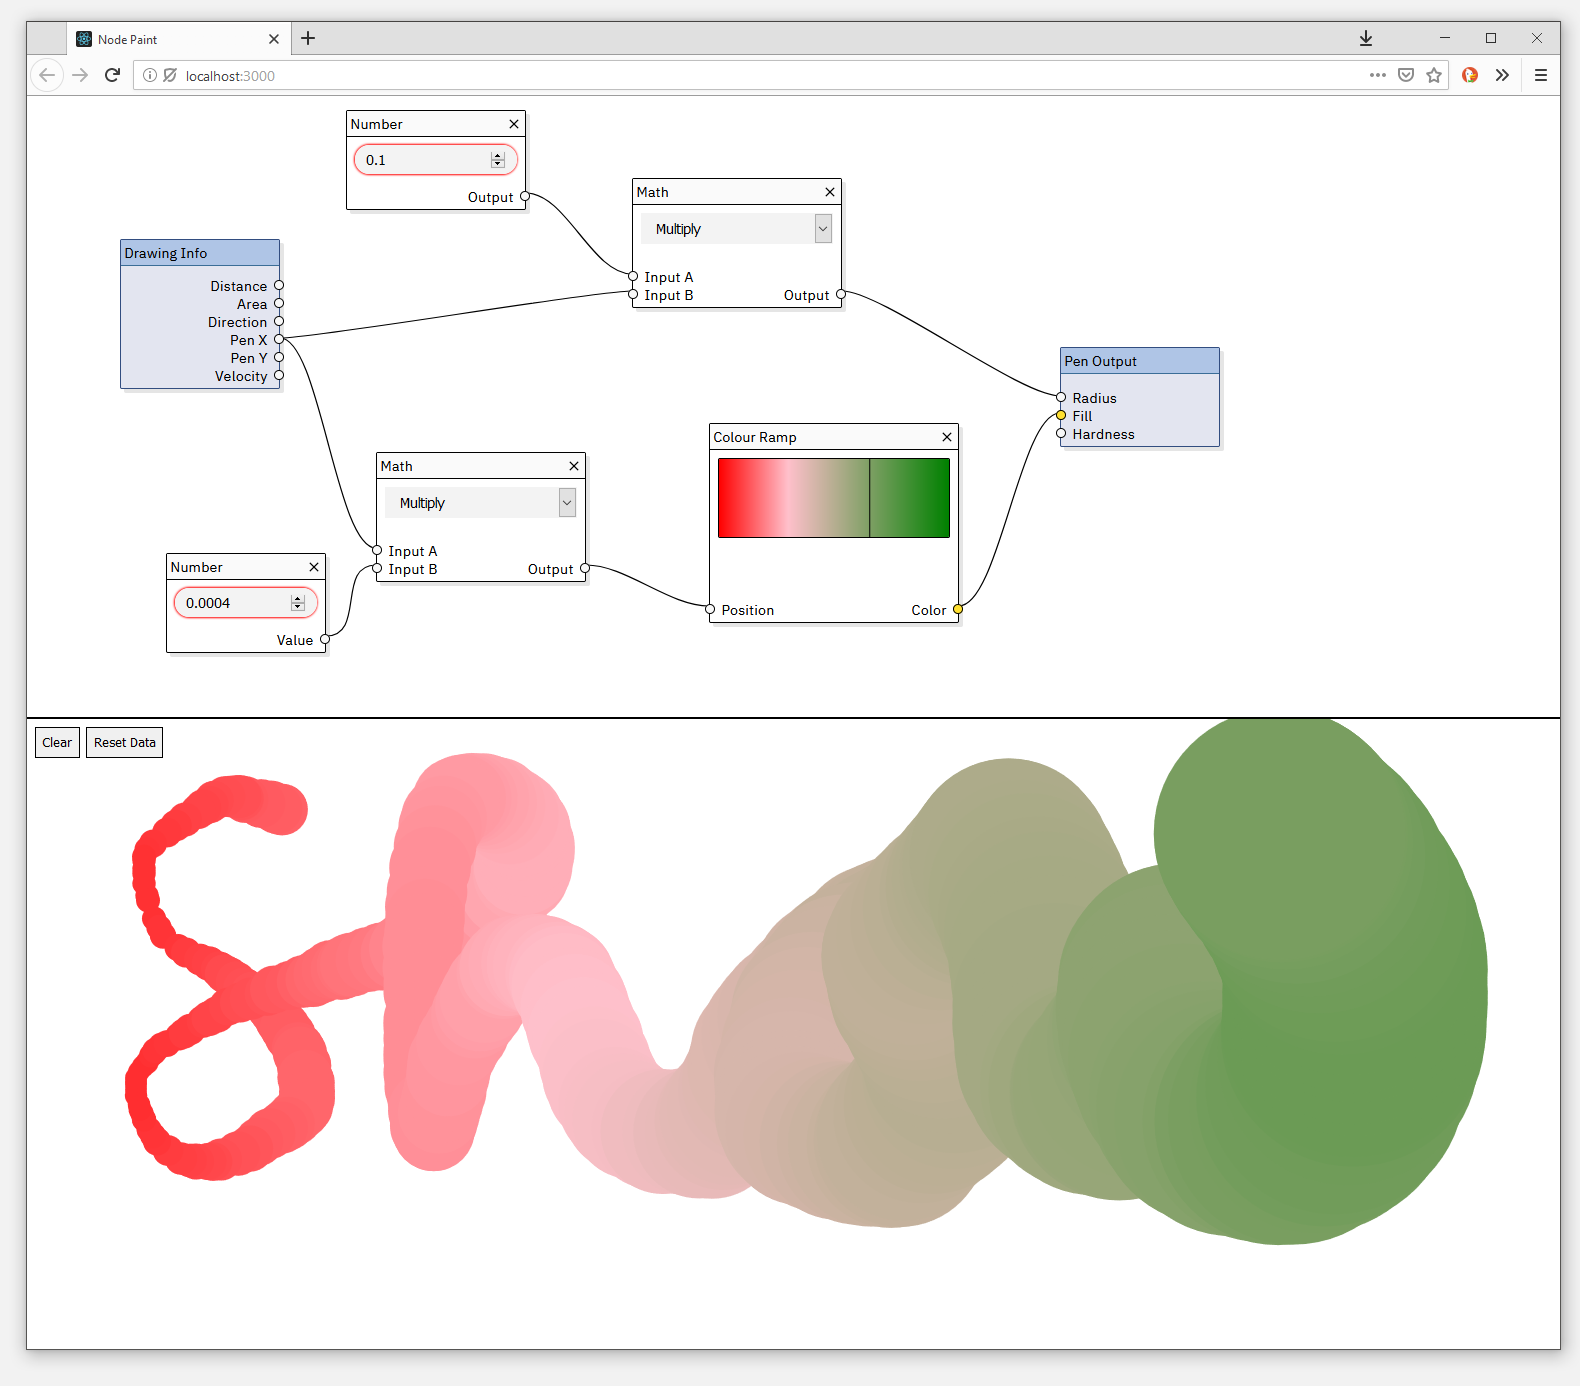 Node Paint
localhost:3000
Number
0.1
Output
Math
Multiply
Input A
Input B Output
Drawing Info
Distance
Area
Direction
Pen X
Pen Y
Velocity
Pen Output
Radius
Fill
Hardness
Colour Ramp
Position Color
Math
Multiply
Input A
Input B Output
Number
0.0004
Value
Clear Reset Data